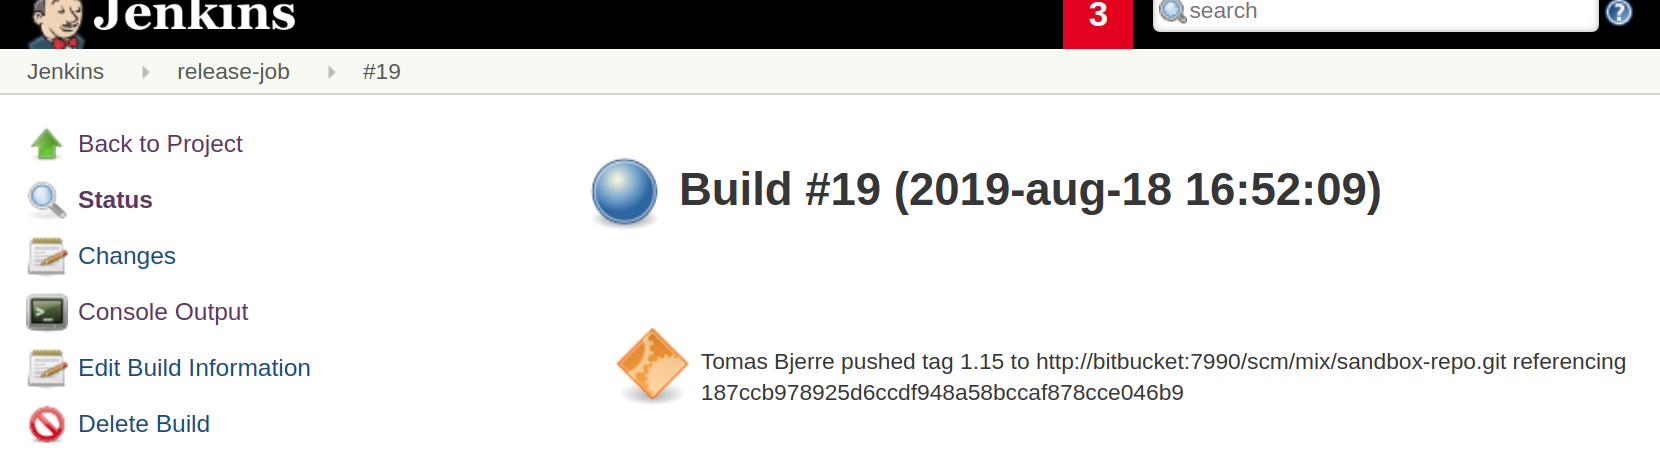 Jenkins
3
search
Jenkins release-job #19
Back to Project
Status
Changes
Console Output
Edit Build Information
Delete Build
Build #19 (2019-aug-18 16:52:09)
Tomas Bjerre pushed tag 1.15 to http://bitbucket:7990/scm/mix/sandbox-repo.git referencing
187ccb978925d6ccdf948a58bccaf878cce046b9